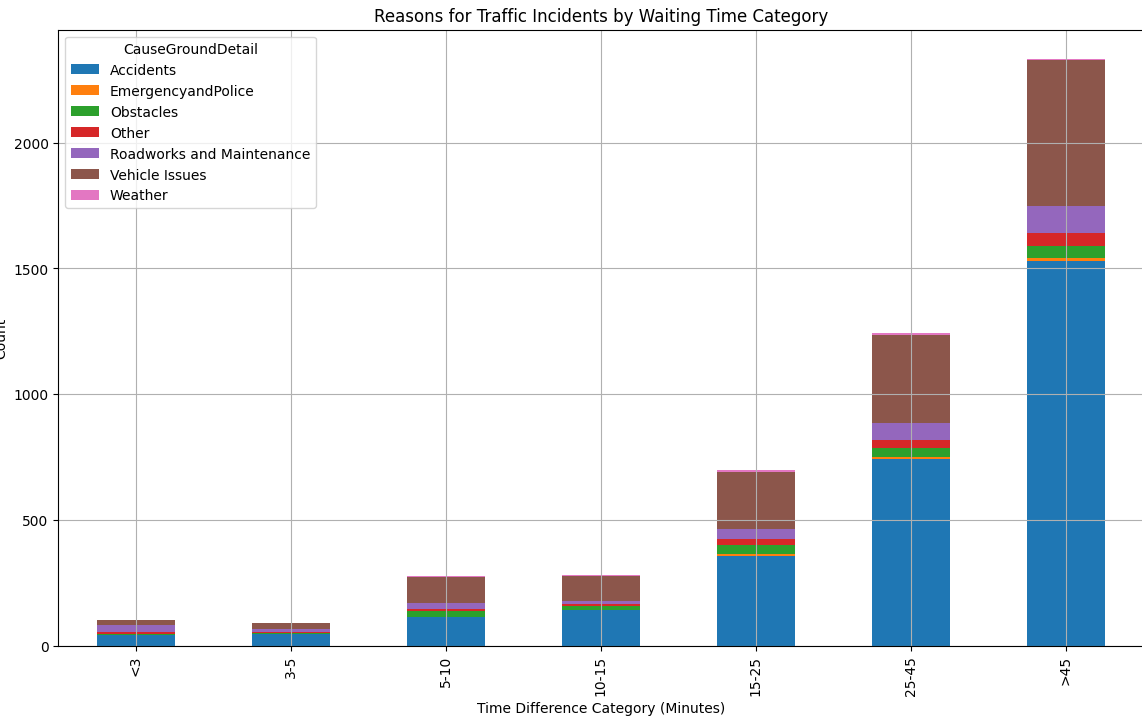 Reasons for Traffic Incidents by Waiting Time Category
CauseGroundDetail
Accidents
EmergencyandPolice
Obstacles
Other
Roadworks and Maintenance
Vehicle Issues
Weather
2000
1500
1000
500
0
Count
<3
3-5
5-10
10-15
15-25
25-45
>45
Time Difference Category (Minutes)